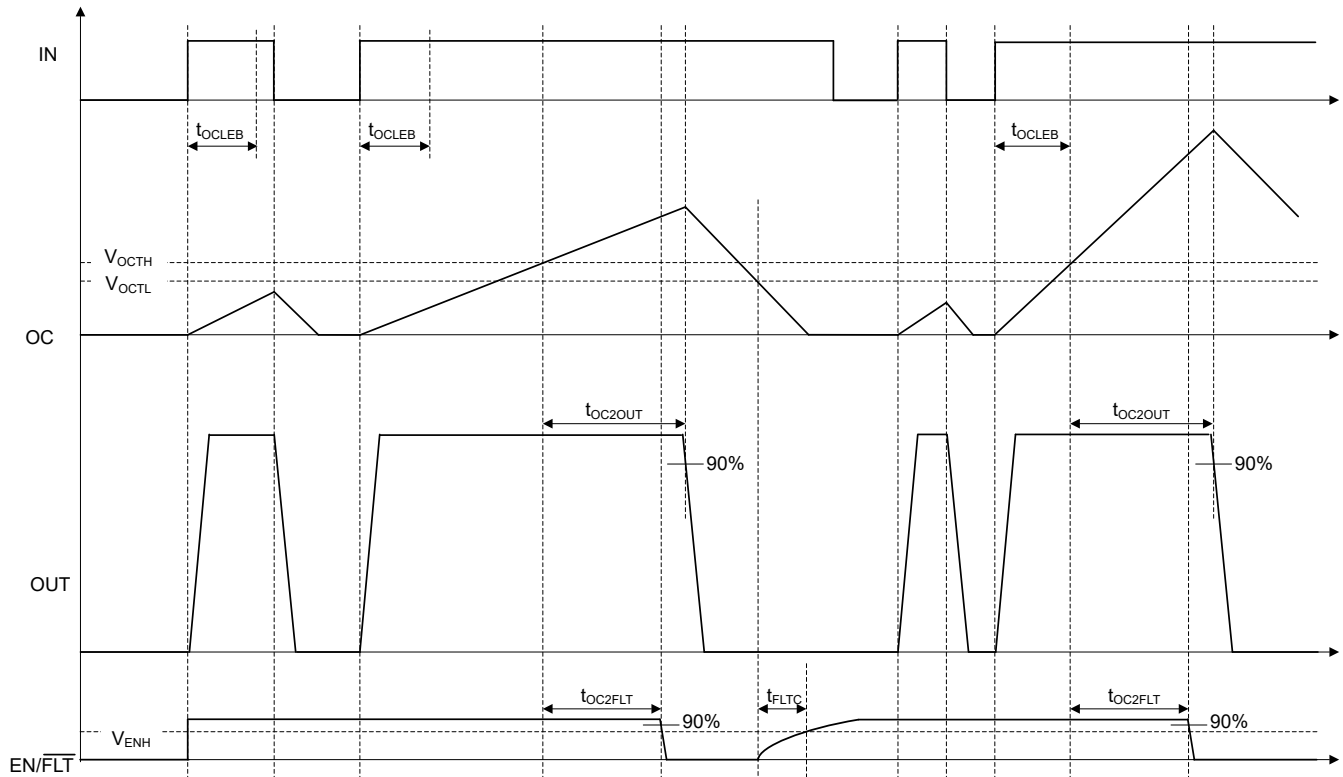 IN
tOCLEB
tOCLEB
tOCLEB
VOCTH
VOCTL
OC
tOC2OUT
tOC2OUT
90%
90%
OUT
tOC2FLT
tFLTC
tOC2FLT
90%
90%
VENH
EN/FLT